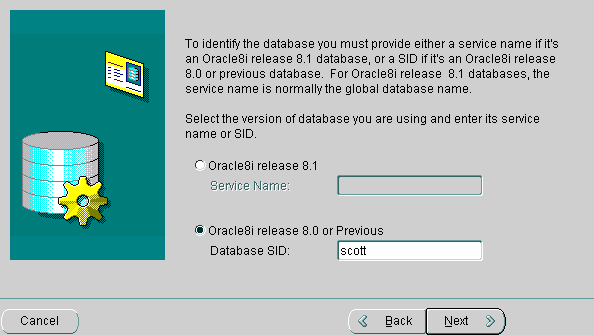 To identify the database you must provide either a service name if it's
an Oracle8i release 8.1 database, or a SID if it's an Oracle8i release
8.0 or previous database. For Oracle8i release 8.1 databases, the
service name is normally the global database name.
Select the version of database you are using and enter its service
name or SID.
Oracle8i release 8.1
Service Name:
Oracle8i release 8.0 or Previous
Database SID: scott
Cancel Back Next